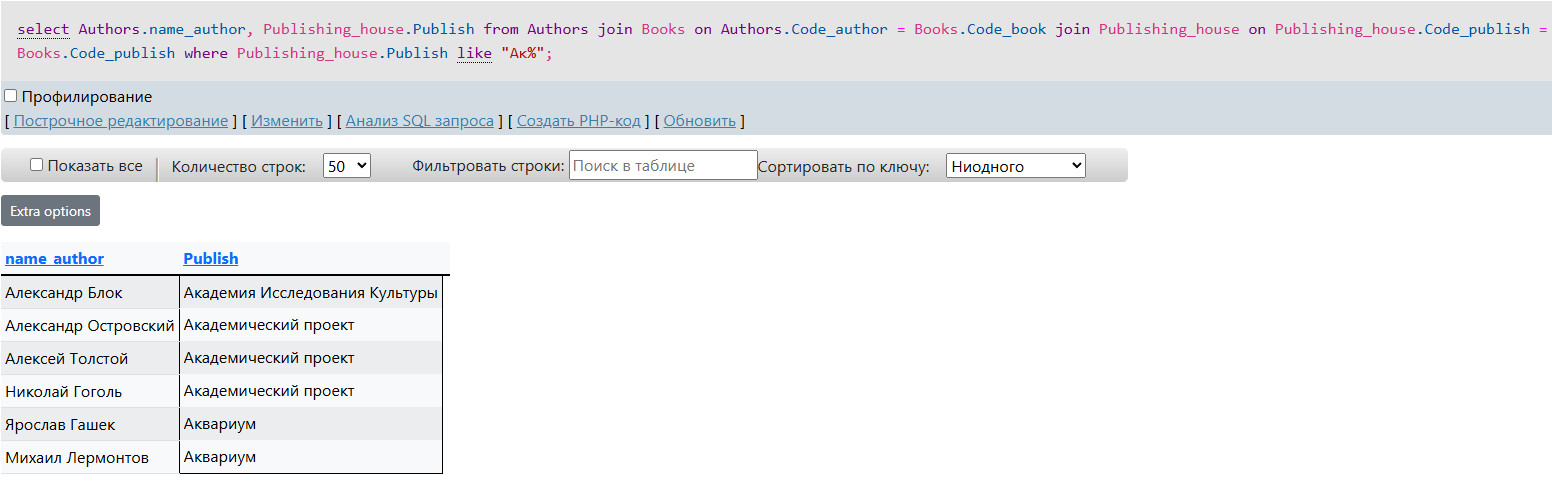 select Authors.name_author, Publishing_house.Publish from Authors join Books on Authors.Code_author = Books.Code_book join Publishing_house on Publishing_house.Code_publish =
Books.Code_publish where Publishing_house.Publish like "Ак%";
Профилирование
[ Построчное редактирование ] [ Изменить ] [ Анализ SQL запроса ] [ Создать PHP-код ] [ Обновить ]
Показать все Количество строк: 50 Фильтровать строки: Поиск в таблице Сортировать по ключу: Ниодного
Extra options
name_author Publish
Александр Блок Академия Исследования Культуры
Александр Островский Академический проект
Алексей Толстой Академический проект
Николай Гоголь Академический проект
Ярослав Гашек Аквариум
Михаил Лермонтов Аквариум